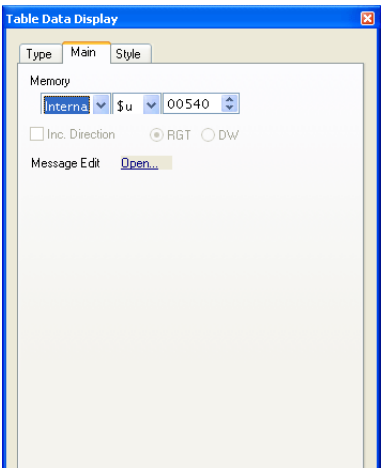 Table Data Display
Type Main Style
Memory
Interna $u 00540
Inc. Direction RGT DW
Message Edit Open...